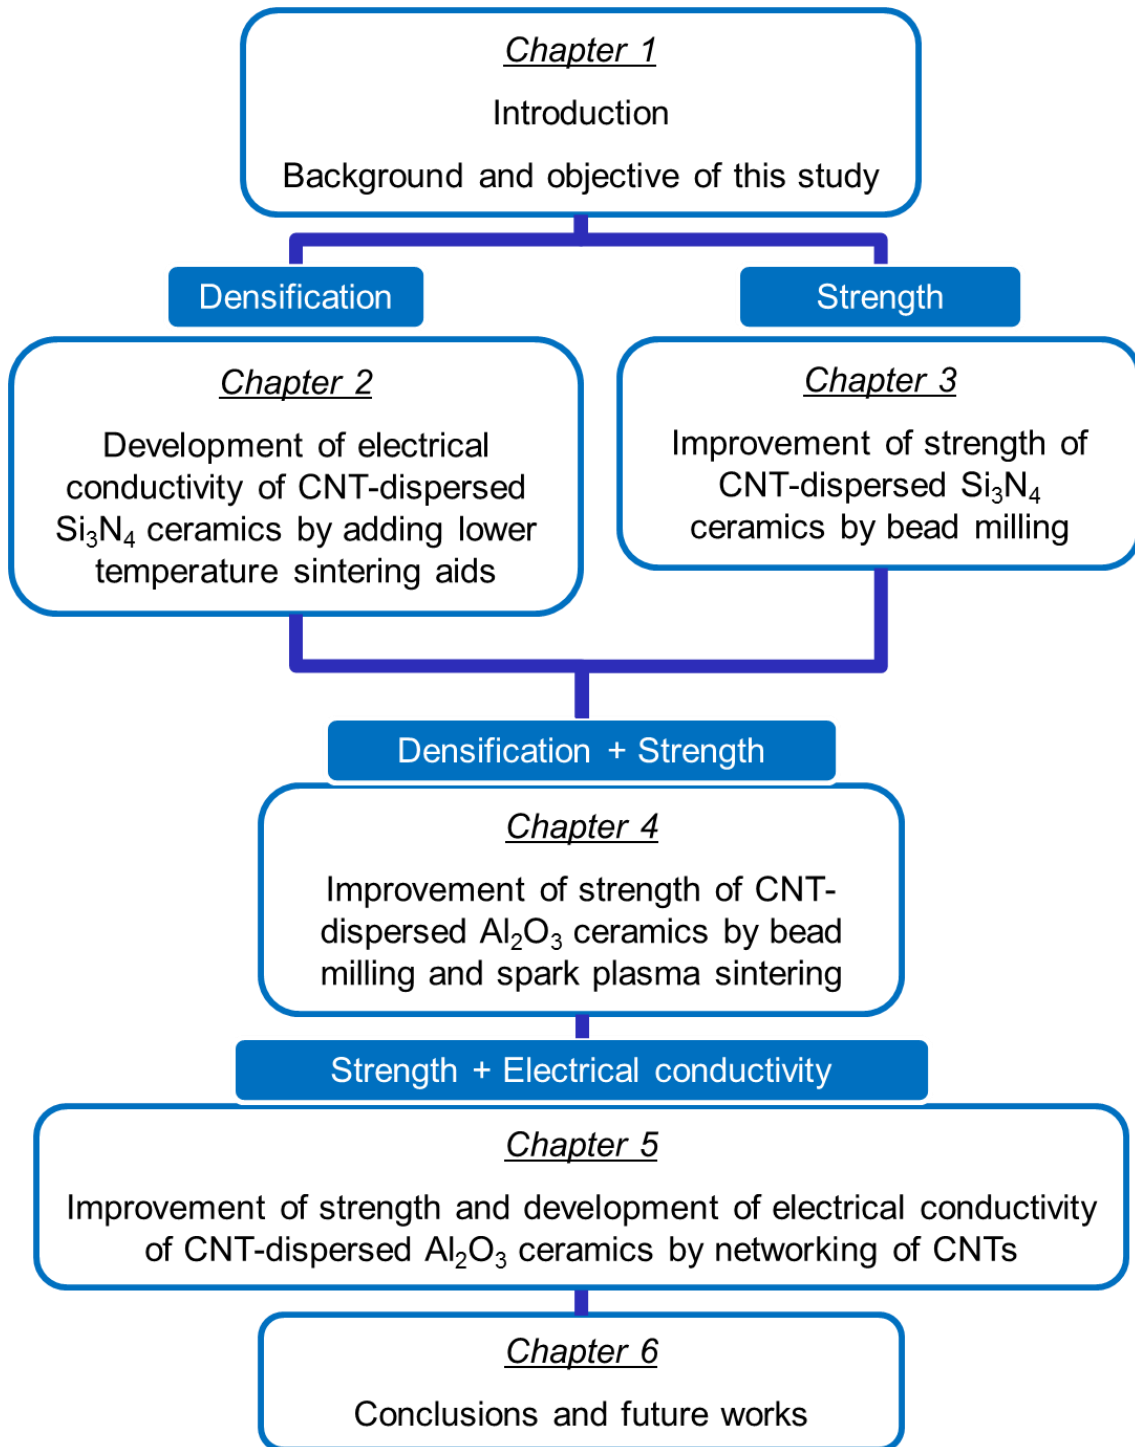 Chapter 1
Introduction
Background and objective of this study
Densification
Strength
Chapter 2
Development of electrical
conductivity of CNT-dispersed
Si₃N₄ ceramics by adding lower
temperature sintering aids
Chapter 3
Improvement of strength of
CNT-dispersed Si₃N₄
ceramics by bead milling
Densification + Strength
Chapter 4
Improvement of strength of CNT-
dispersed Al₂O₃ ceramics by bead
milling and spark plasma sintering
Strength + Electrical conductivity
Chapter 5
Improvement of strength and development of electrical conductivity
of CNT-dispersed Al₂O₃ ceramics by networking of CNTs
Chapter 6
Conclusions and future works